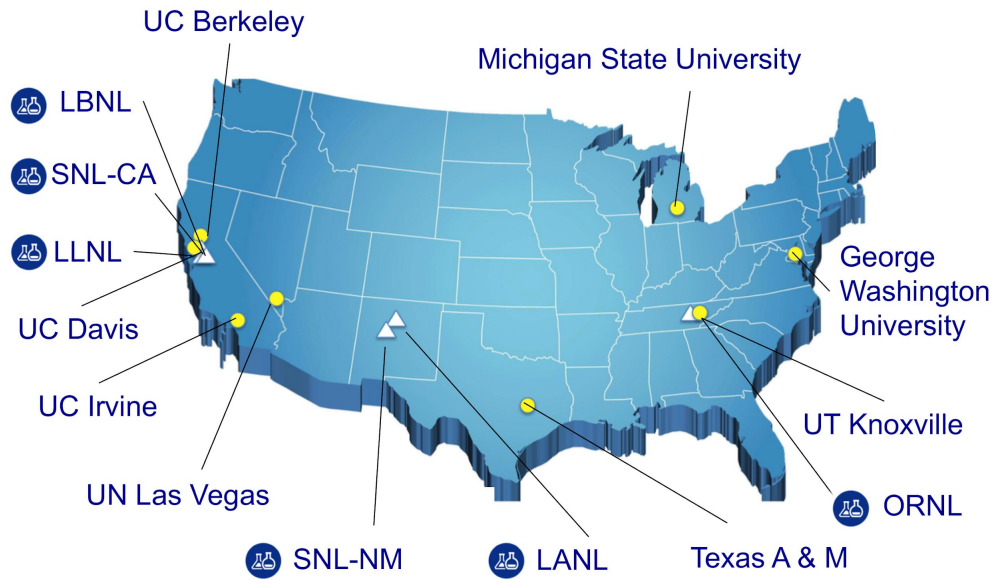 UC Berkeley
Michigan State University
LBNL
SNL-CA
LLNL
George
Washington
University
UC Davis
UC Irvine
UT Knoxville
UN Las Vegas
ORNL
SNL-NM
LANL
Texas A & M